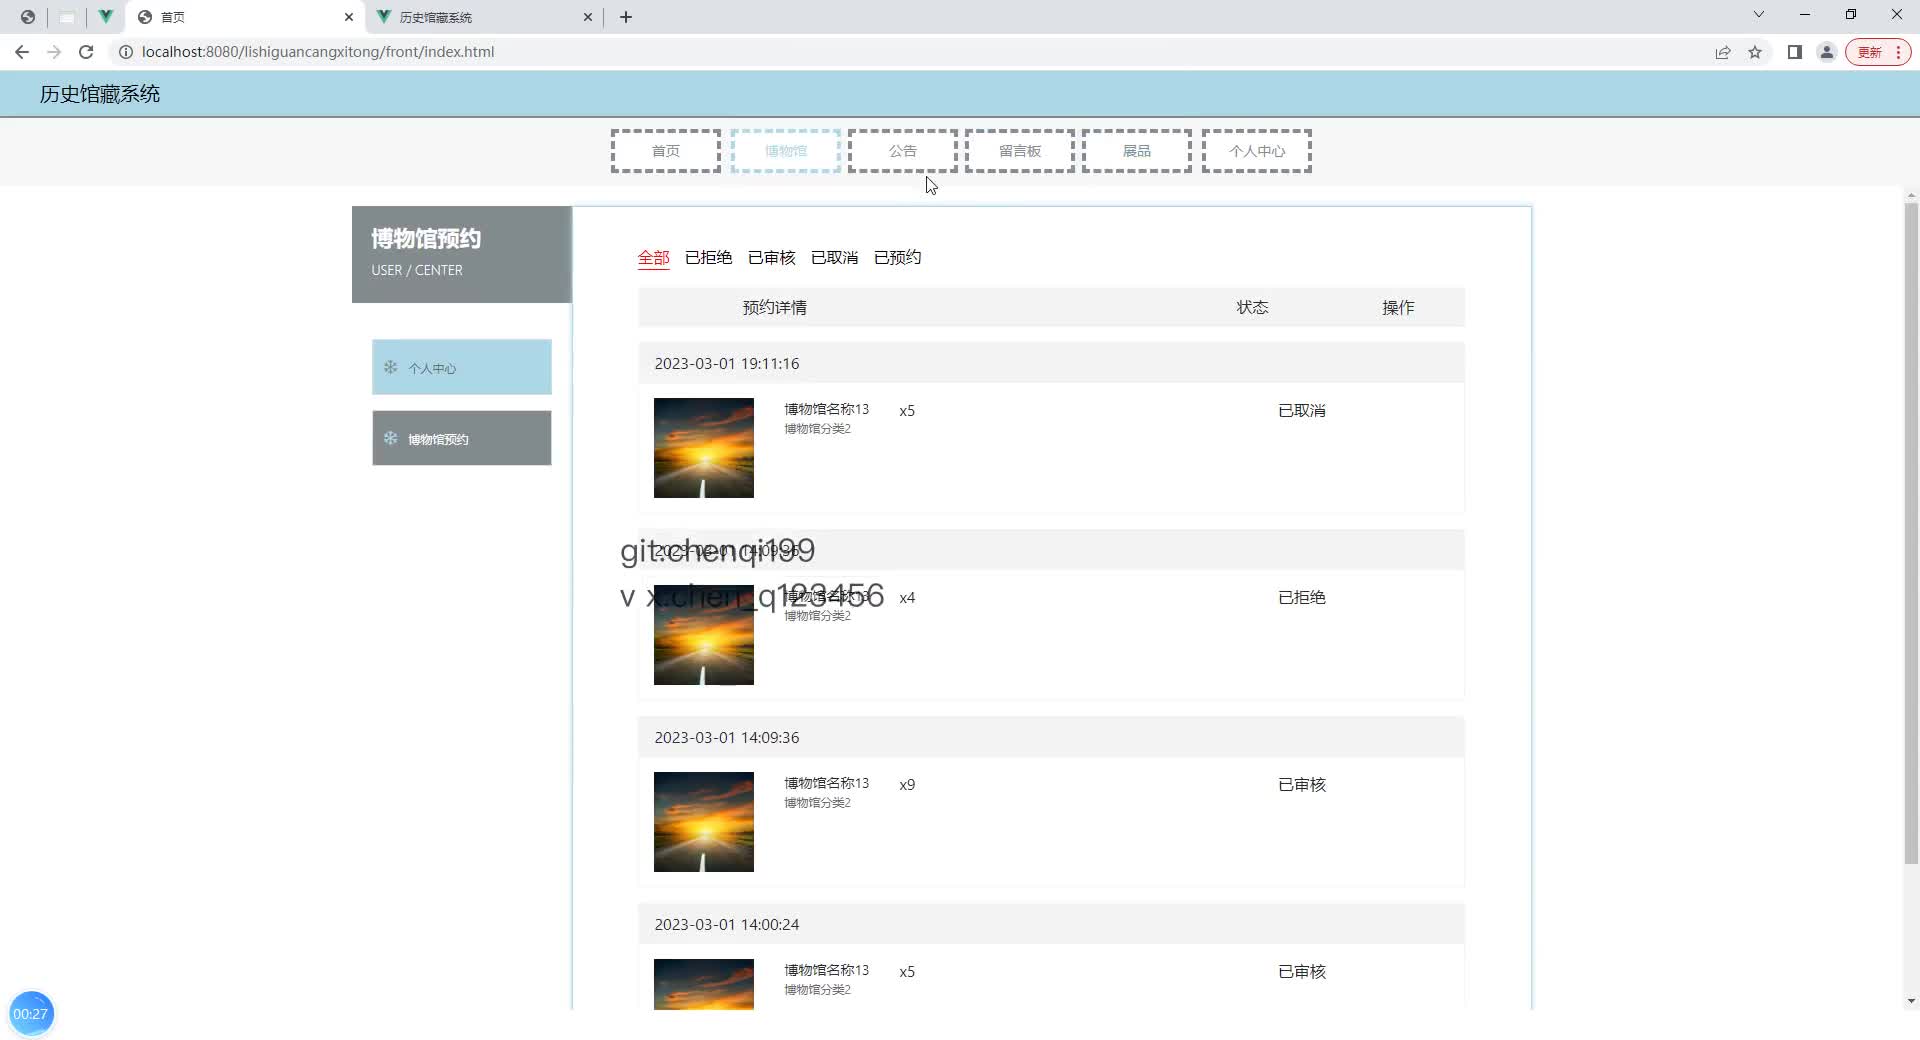 首页
历史馆藏系统
localhost:8080/lishiguancangxitong/front/index.html
更新
历史馆藏系统
首页 博物馆 公告 留言板 展品 个人中心
博物馆预约
USER / CENTER
个人中心
博物馆预约
全部 已拒绝 已审核 已取消 已预约
预约详情 状态 操作
2023-03-01 19:11:16
博物馆名称13 x5 已取消
博物馆分类2
2023-03-01 14:09:36
git.chenqi199
v x.chen_q123456
博物馆名称13 x4 已拒绝
博物馆分类2
2023-03-01 14:09:36
博物馆名称13 x9 已审核
博物馆分类2
2023-03-01 14:00:24
博物馆名称13 x5 已审核
博物馆分类2
00:27